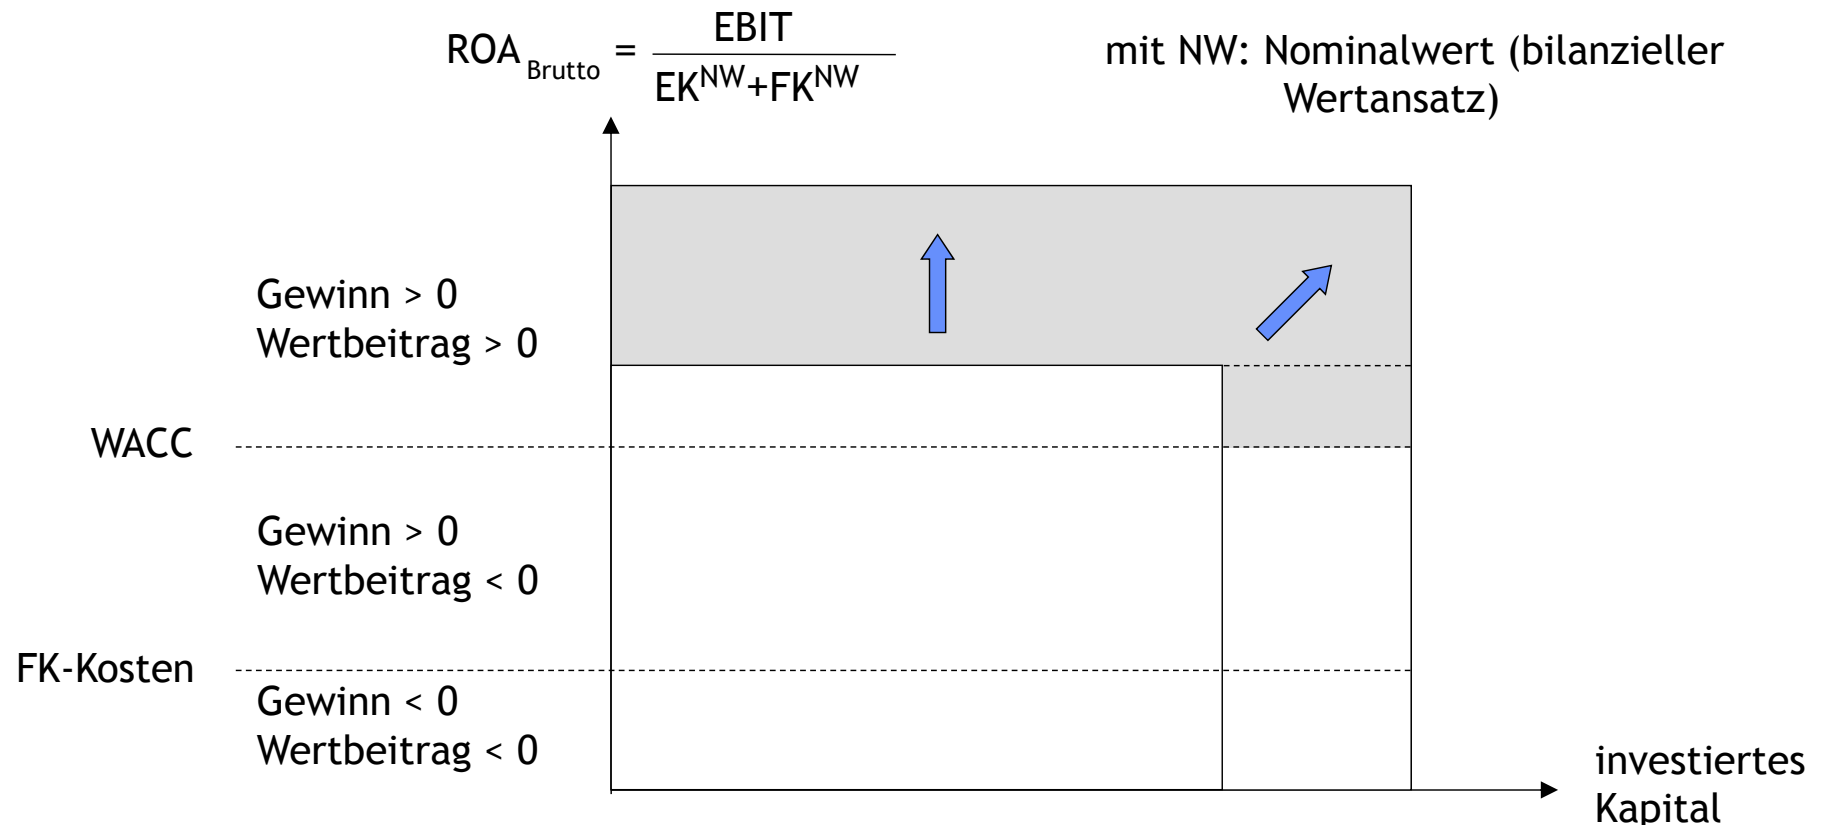 ROA Brutto = EBIT
EK^NW+FK^NW
mit NW: Nominalwert (bilanzieller
Wertansatz)
Gewinn > 0
Wertbeitrag > 0
WACC
Gewinn > 0
Wertbeitrag < 0
FK-Kosten
Gewinn < 0
Wertbeitrag < 0
investiertes
Kapital